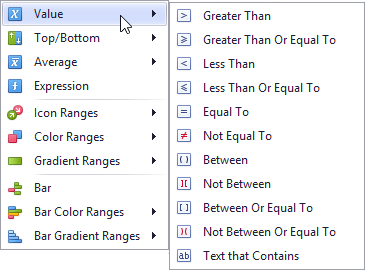 Value
Top/Bottom
Average
Expression
Icon Ranges
Color Ranges
Gradient Ranges
Bar
Bar Color Ranges
Bar Gradient Ranges
Greater Than
Greater Than Or Equal To
Less Than
Less Than Or Equal To
Equal To
Not Equal To
Between
Not Between
Between Or Equal To
Not Between Or Equal To
ab Text that Contains